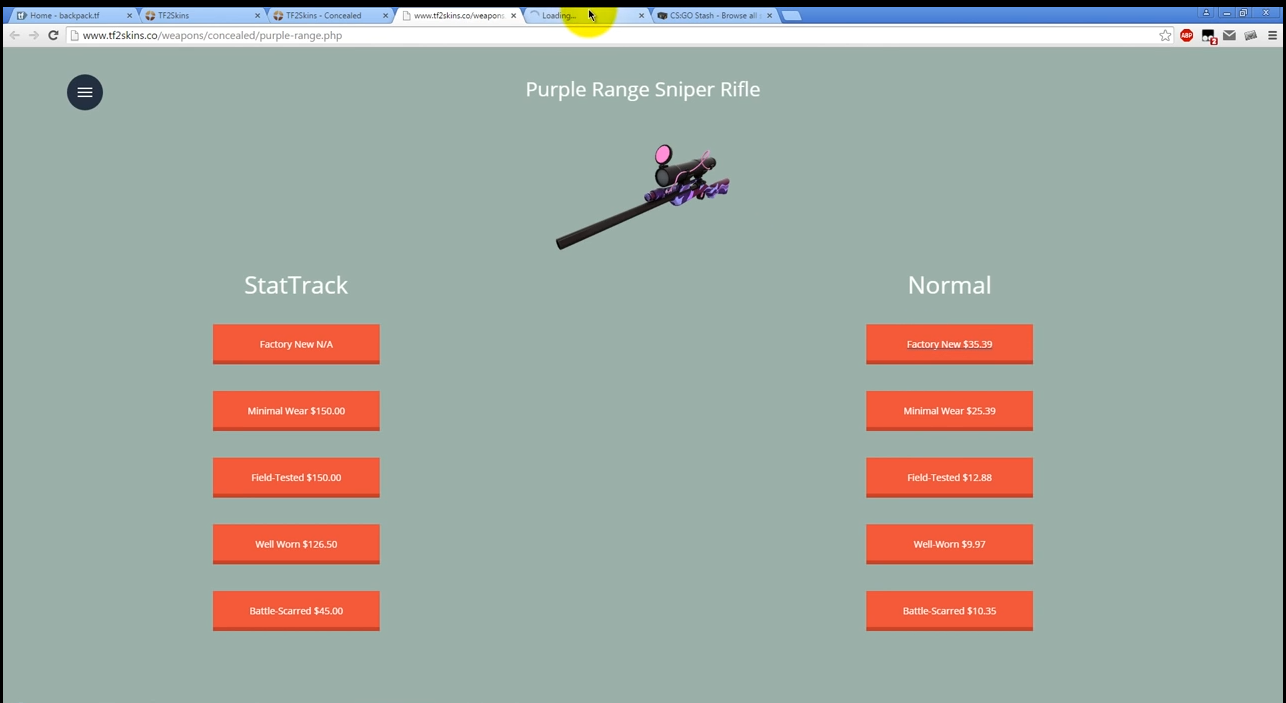 Home - backpack.tf
TF2Skins
TF2Skins - Concealed
www.tf2skins.co/weapons
Loading...
CS:GO Stash - Browse all
www.tf2skins.co/weapons/concealed/purple-range.php
ABP
2
Purple Range Sniper Rifle
StatTrack
Normal
Factory New N/A
Factory New $35.39
Minimal Wear $150.00
Minimal Wear $25.39
Field-Tested $150.00
Field-Tested $12.88
Well Worn $126.50
Well-Worn $9.97
Battle-Scarred $45.00
Battle-Scarred $10.35